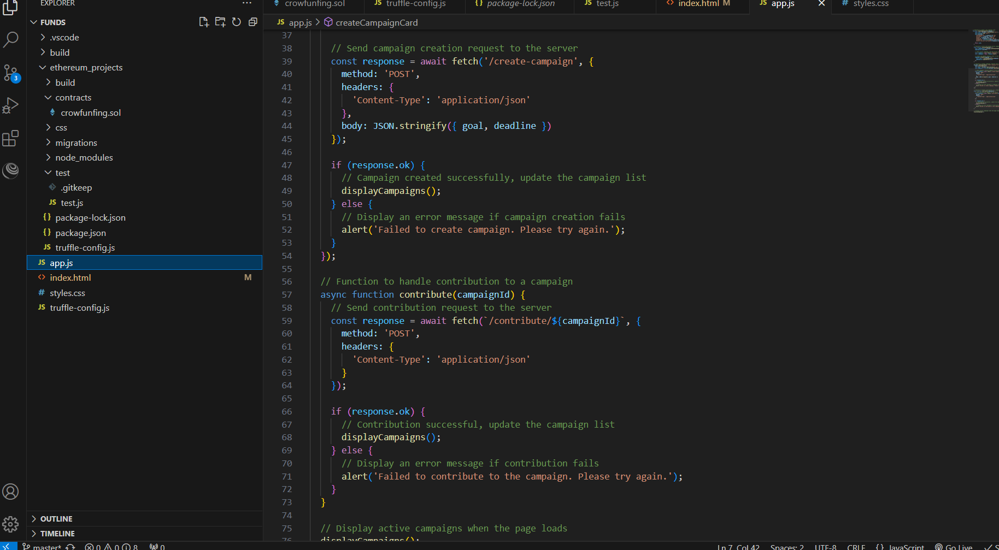 EXPLORER
...
FUNDS
.vscode
build
ethereum_projects
build
contracts
crowfunfing.sol
css
migrations
node_modules
test
.gitkeep
JS test.js
{} package-lock.json
{} package.json
JS truffle-config.js
JS app.js
<> index.html M
# styles.css
JS truffle-config.js
OUTLINE
TIMELINE
3
crowfunfing.sol
JS truffle-config.js
{} package-lock.json
JS test.js
<> index.html M
JS app.js
# styles.css
JS app.js > createCampaignCard
37
38 // Send campaign creation request to the server
39 const response = await fetch('/create-campaign', {
40 method: 'POST',
41 headers: {
42 'Content-Type': 'application/json'
43 },
44 body: JSON.stringify({ goal, deadline })
45 });
46
47 if (response.ok) {
48 // Campaign created successfully, update the campaign list
49 displayCampaigns();
50 } else {
51 // Display an error message if campaign creation fails
52 alert('Failed to create campaign. Please try again.');
53 }
54 });
55
56 // Function to handle contribution to a campaign
57 async function contribute(campaignId) {
58 // Send contribution request to the server
59 const response = await fetch(`/contribute/${campaignId}`, {
60 method: 'POST',
61 headers: {
62 'Content-Type': 'application/json'
63 }
64 });
65
66 if (response.ok) {
67 // Contribution successful, update the campaign list
68 displayCampaigns();
69 } else {
70 // Display an error message if contribution fails
71 alert('Failed to contribute to the campaign. Please try again.');
72 }
73 }
74
75 // Display active campaigns when the page loads
76 displayCampaigns();
master* 0 0 8 0
Ln 7, Col 42 Spaces: 2 UTF-8 CRLF {} JavaScript Go Live